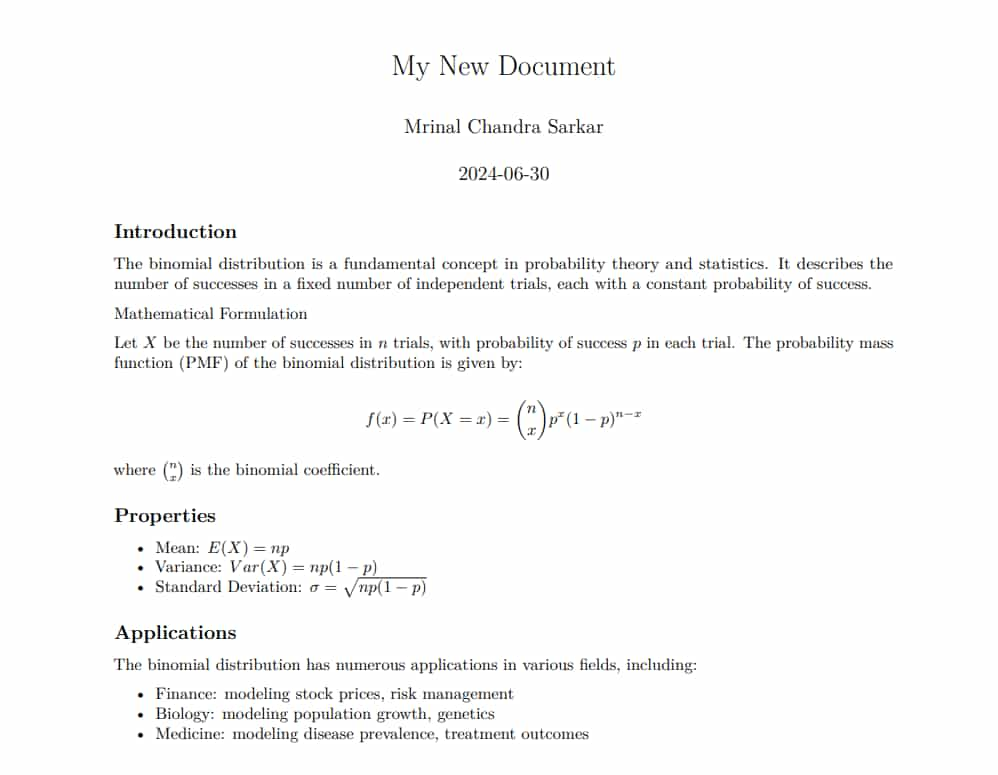 My New Document
Mrinal Chandra Sarkar
2024-06-30
Introduction
The binomial distribution is a fundamental concept in probability theory and statistics. It describes the
number of successes in a fixed number of independent trials, each with a constant probability of success.
Mathematical Formulation
Let X be the number of successes in n trials, with probability of success p in each trial. The probability mass
function (PMF) of the binomial distribution is given by:
f(x) = P(X = x) = (n x) p^x (1 − p)^{n−x}
where (n x) is the binomial coefficient.
Properties
• Mean: E(X) = np
• Variance: Var(X) = np(1 − p)
• Standard Deviation: σ = √(np(1 − p))
Applications
The binomial distribution has numerous applications in various fields, including:
• Finance: modeling stock prices, risk management
• Biology: modeling population growth, genetics
• Medicine: modeling disease prevalence, treatment outcomes